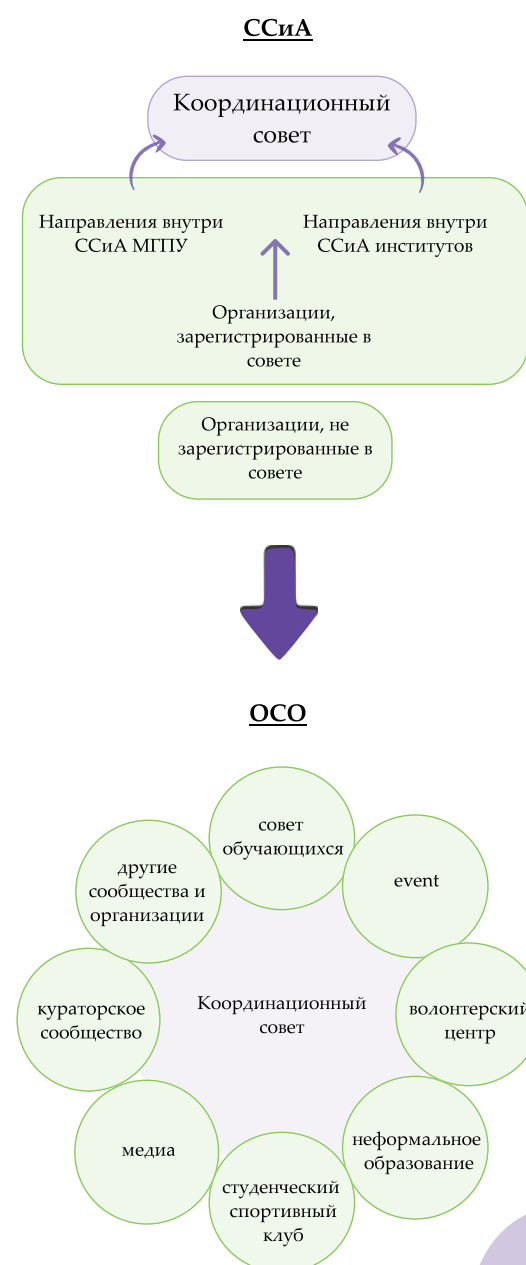 ССиА
Координационный
совет
Направления внутри
ССиА МГПУ
Направления внутри
ССиА институтов
Организации,
зарегистрированные в
совете
Организации, не
зарегистрированные в
совете
ОСО
совет
обучающихся
event
другие
сообщества и
организации
Координационный
совет
кураторское
сообщество
волонтерский
центр
медиа
неформальное
образование
студенческий
спортивный
клуб